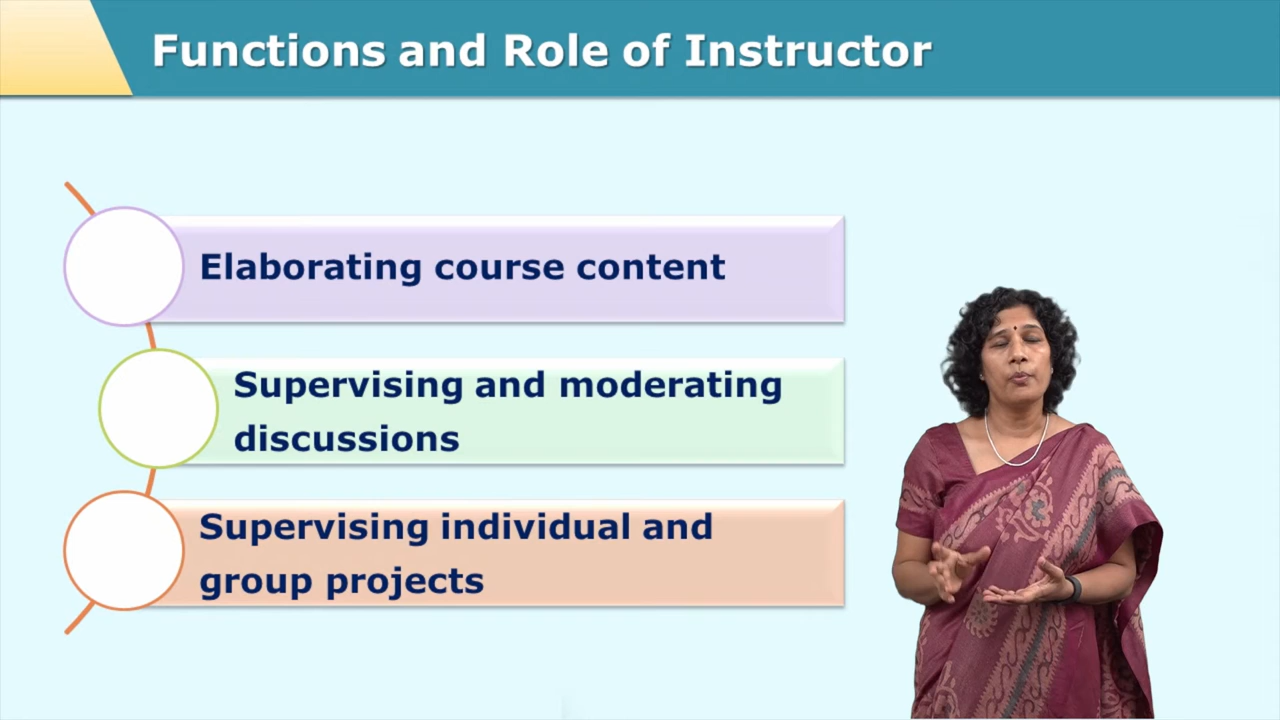 Functions and Role of Instructor
Elaborating course content
Supervising and moderating
discussions
Supervising individual and
group projects